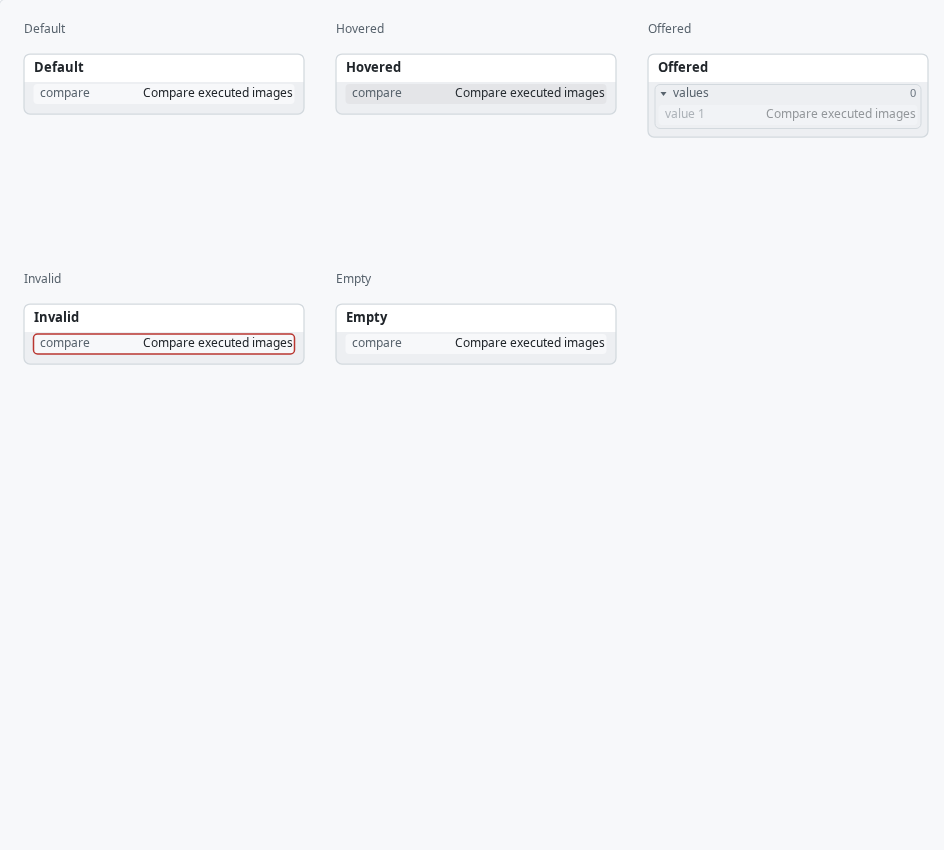 Default
Hovered
Offered
Default
compare Compare executed images
Hovered
compare Compare executed images
Offered
values 0
value 1 Compare executed images
Invalid
Empty
Invalid
compare Compare executed images
Empty
compare Compare executed images